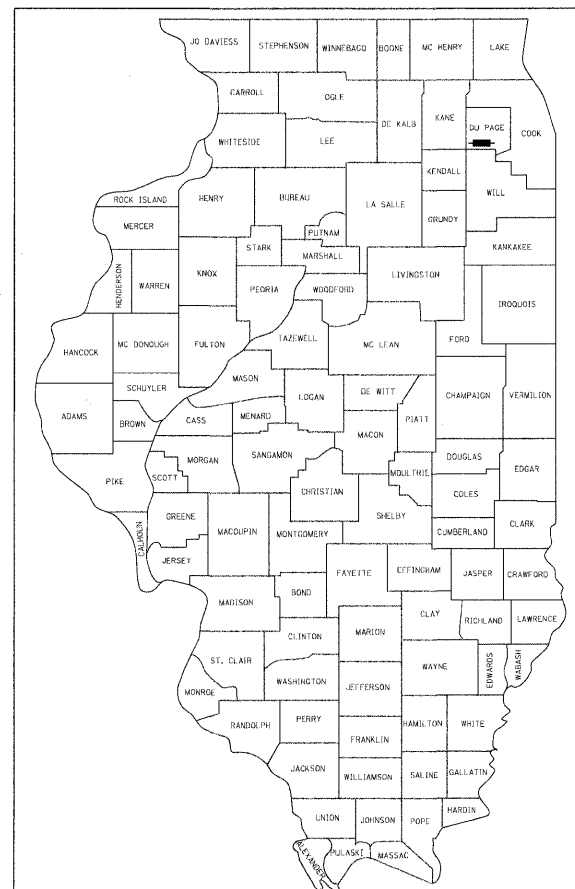 JO DAVIESS
STEPHENSON
WINNEBAGO
BOONE
MC HENRY
LAKE
CARROLL
OGLE
DE KALB
KANE
DU PAGE
COOK
WHITESIDE
LEE
KENDALL
WILL
ROCK ISLAND
HENRY
BUREAU
LA SALLE
GRUNDY
MERCER
PUTNAM
STARK
MARSHALL
KANKAKEE
HENDERSON
WARREN
KNOX
PEORIA
WOODFORD
LIVINGSTON
IROQUOIS
HANCOCK
MC DONOUGH
FULTON
TAZEWELL
MC LEAN
FORD
SCHUYLER
MASON
LOGAN
DE WITT
CHAMPAIGN
VERMILION
ADAMS
BROWN
CASS
MENARD
PIATT
MACON
PIKE
MORGAN
SANGAMON
DOUGLAS
EDGAR
SCOTT
CHRISTIAN
MOULTRIE
COLES
CALHOUN
GREENE
MACOUPIN
MONTGOMERY
SHELBY
CUMBERLAND
CLARK
JERSEY
FAYETTE
EFFINGHAM
JASPER
CRAWFORD
MADISON
BOND
CLAY
RICHLAND
LAWRENCE
CLINTON
MARION
ST. CLAIR
WAYNE
EDWARDS
WABASH
WASHINGTON
JEFFERSON
MONROE
RANDOLPH
PERRY
HAMILTON
WHITE
FRANKLIN
JACKSON
WILLIAMSON
SALINE
GALLATIN
HARDIN
UNION
JOHNSON
POPE
ALEXANDER
PULASKI
MASSAC